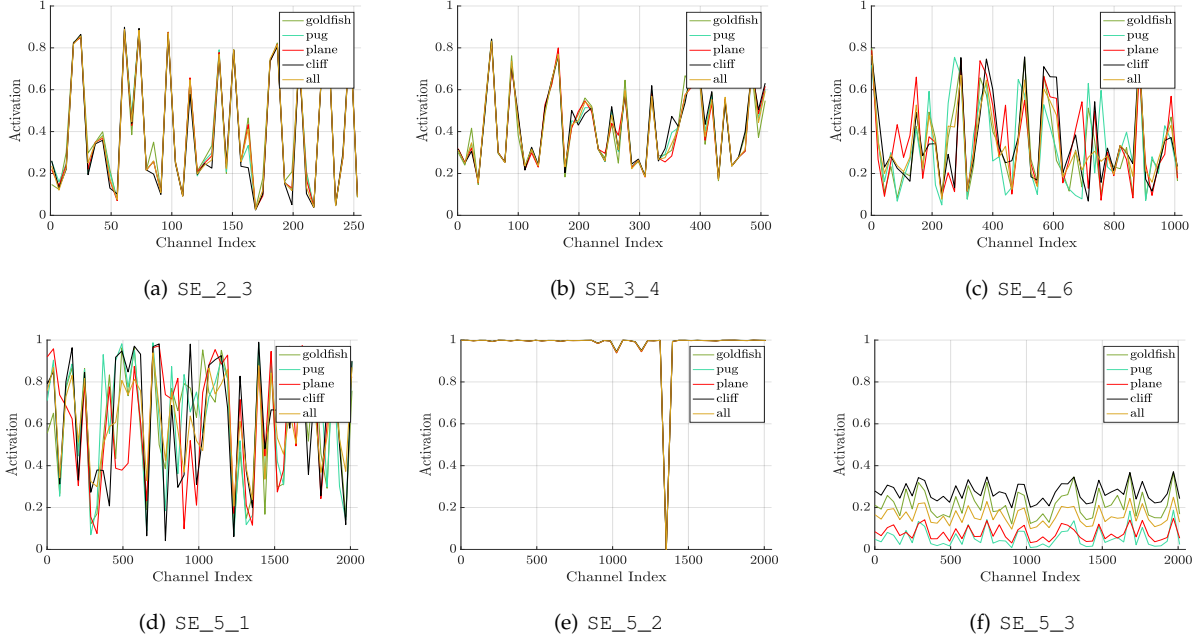 1
0.8
0.6
0.4
0.2
0
Activation
0 50 100 150 200 250
Channel Index
goldfish
pug
plane
cliff
all
(a) SE_2_3
1
0.8
0.6
0.4
0.2
0
Activation
0 100 200 300 400 500
Channel Index
goldfish
pug
plane
cliff
all
(b) SE_3_4
1
0.8
0.6
0.4
0.2
0
Activation
0 200 400 600 800 1000
Channel Index
goldfish
pug
plane
cliff
all
(c) SE_4_6
1
0.8
0.6
0.4
0.2
0
Activation
0 500 1000 1500 2000
Channel Index
goldfish
pug
plane
cliff
all
(d) SE_5_1
1
0.8
0.6
0.4
0.2
0
Activation
0 500 1000 1500 2000
Channel Index
goldfish
pug
plane
cliff
all
(e) SE_5_2
1
0.8
0.6
0.4
0.2
0
Activation
0 500 1000 1500 2000
Channel Index
goldfish
pug
plane
cliff
all
(f) SE_5_3